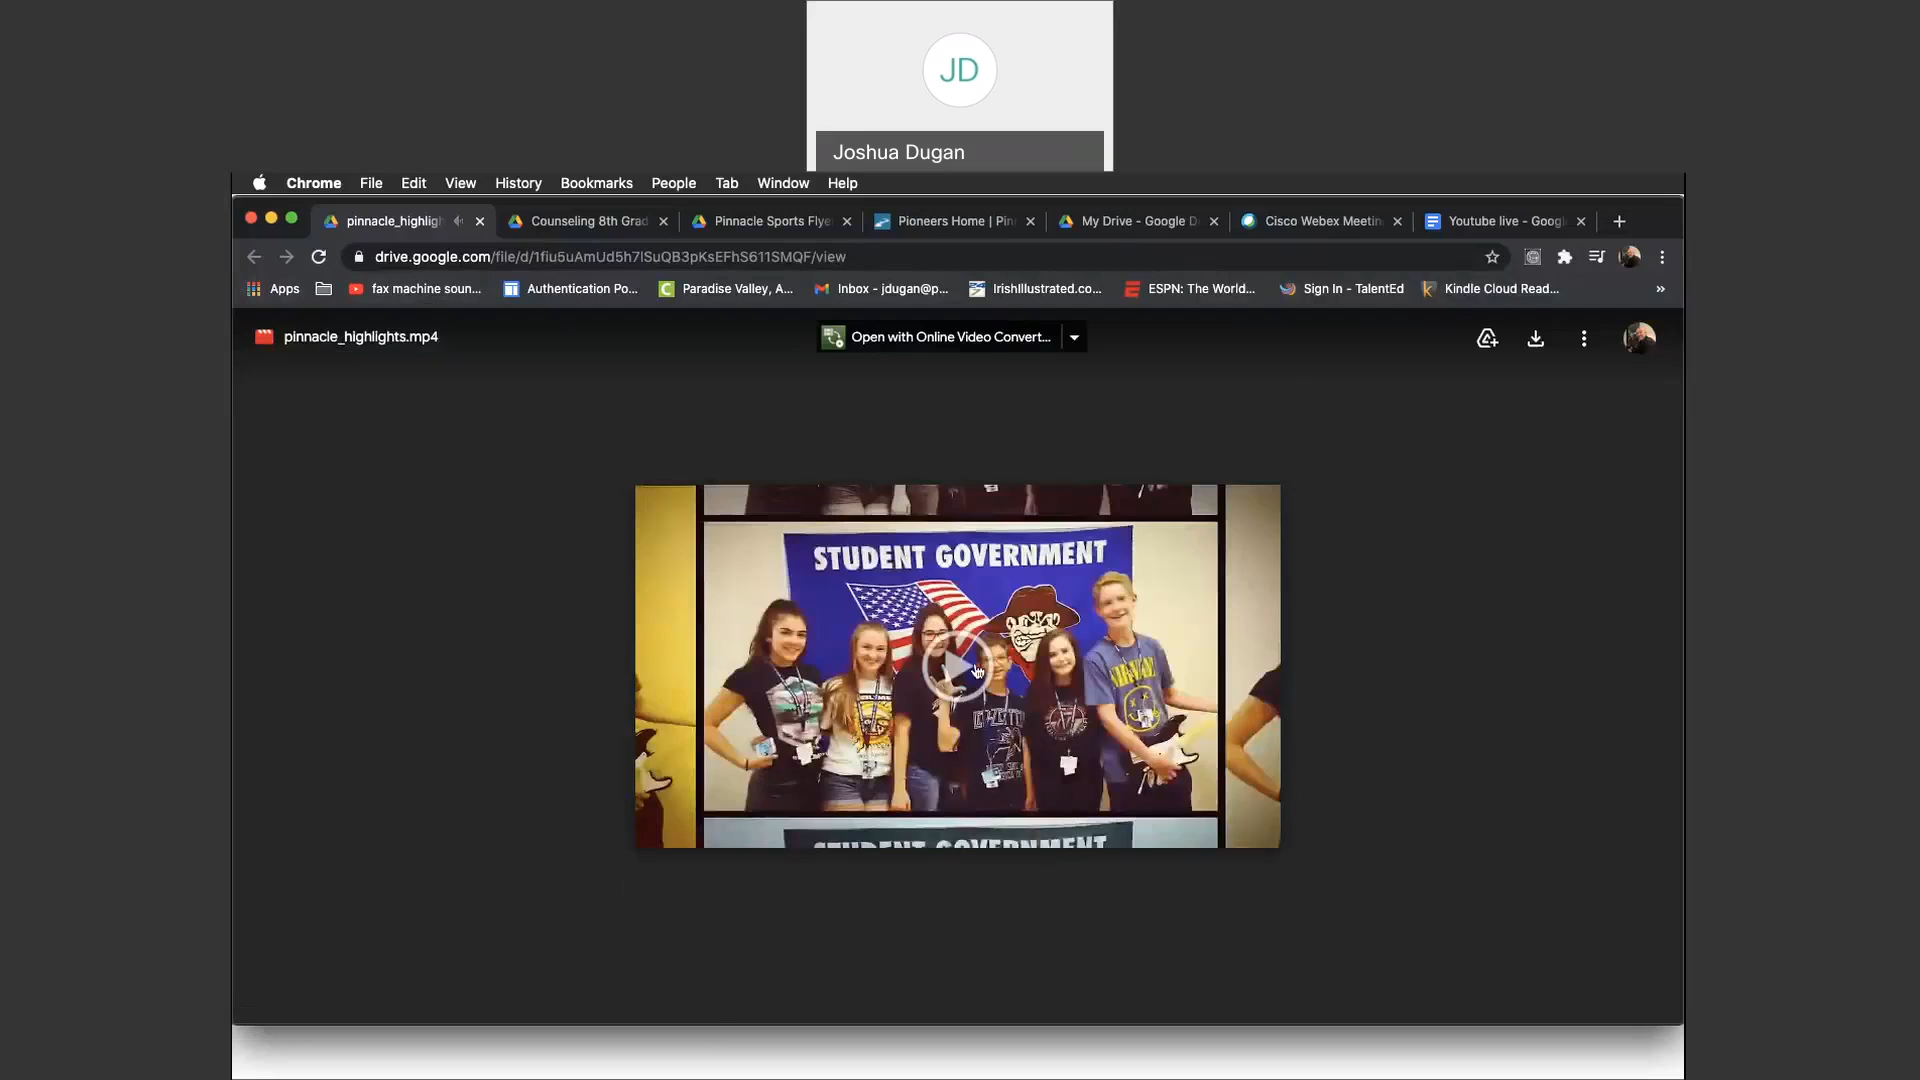 JD
Joshua Dugan
Chrome File Edit View History Bookmarks People Tab Window Help
pinnacle_highligh
Counseling 8th Grad
Pinnacle Sports Flye
Pioneers Home | Pin
My Drive - Google D
Cisco Webex Meetin
Youtube live - Googl
drive.google.com/file/d/1fiu5uAmUd5h7lSuQB3pKsEFhS611SMQF/view
Apps
fax machine soun...
Authentication Po...
Paradise Valley, A...
Inbox - jdugan@p...
IrishIllustrated.co...
ESPN: The World...
Sign In - TalentEd
Kindle Cloud Read...
»
pinnacle_highlights.mp4
Open with Online Video Convert...
STUDENT GOVERNMENT
STUDENT GOVERNMENT